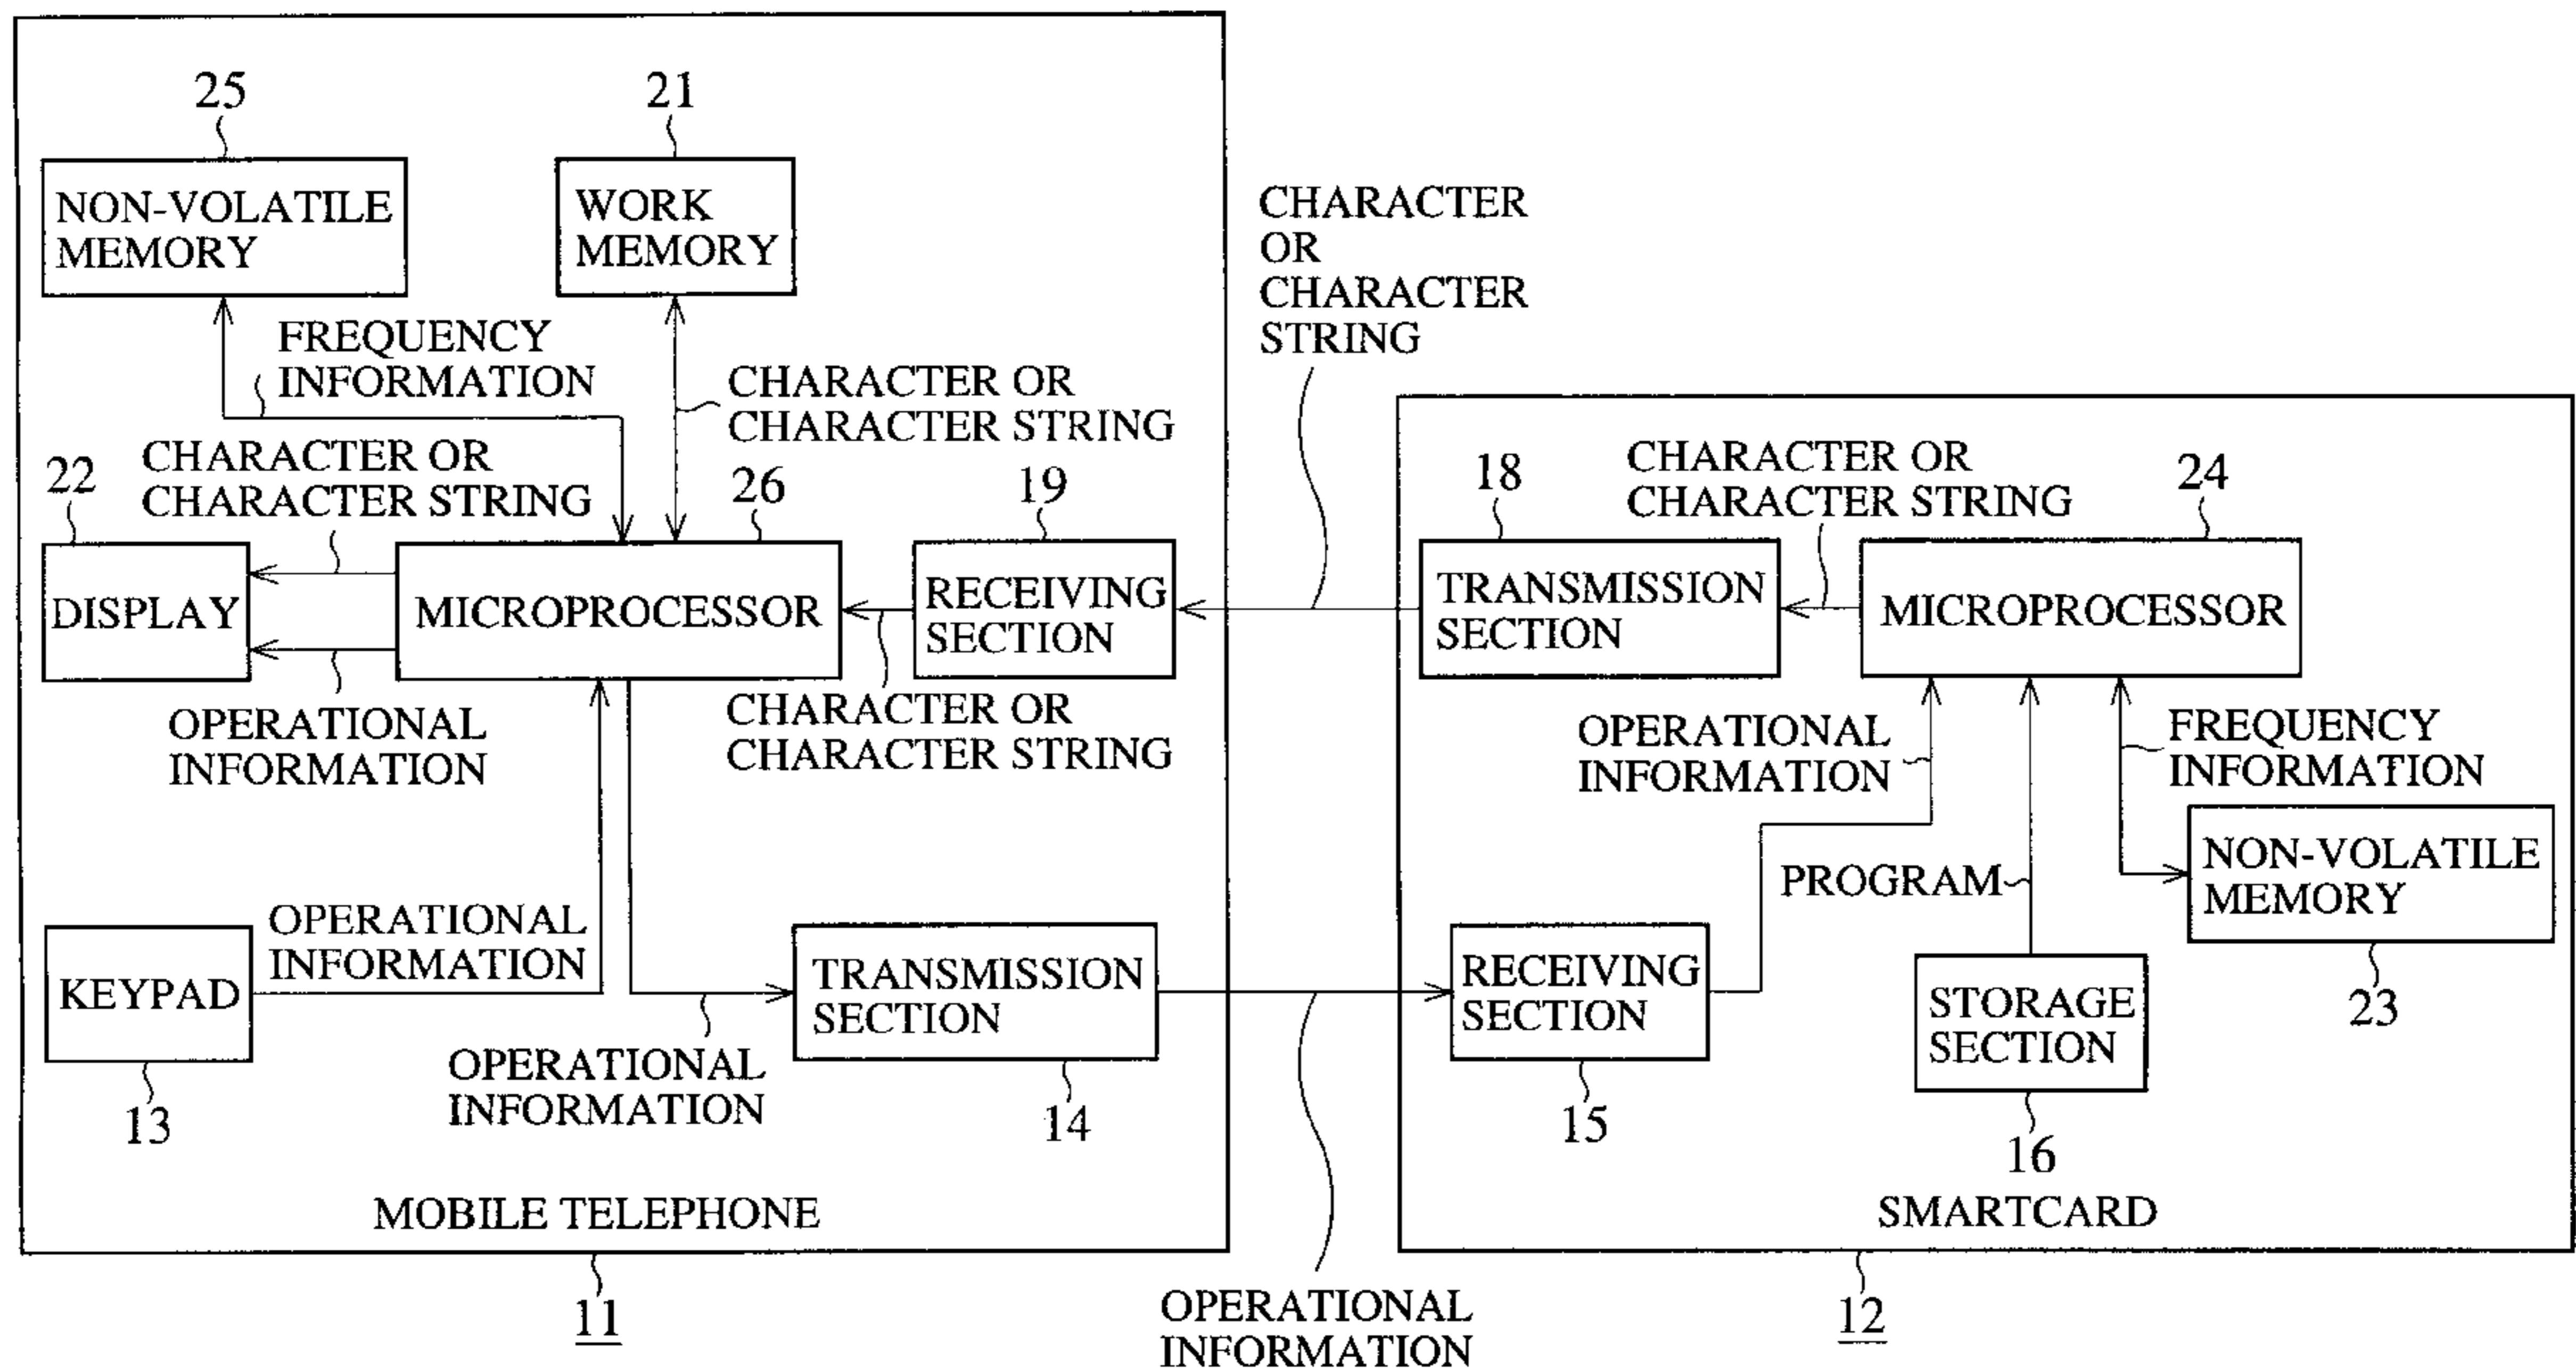 25
21
NON-VOLATILE
MEMORY
WORK
MEMORY
FREQUENCY
INFORMATION
CHARACTER OR
CHARACTER STRING
CHARACTER OR
CHARACTER STRING
22
26
19
DISPLAY
MICROPROCESSOR
RECEIVING
SECTION
OPERATIONAL
INFORMATION
CHARACTER OR
CHARACTER STRING
KEYPAD
OPERATIONAL
INFORMATION
13
OPERATIONAL
INFORMATION
TRANSMISSION
SECTION
14
MOBILE TELEPHONE
11
CHARACTER
OR
CHARACTER
STRING
OPERATIONAL
INFORMATION
18
CHARACTER OR
CHARACTER STRING
24
TRANSMISSION
SECTION
MICROPROCESSOR
OPERATIONAL
INFORMATION
FREQUENCY
INFORMATION
PROGRAM
NON-VOLATILE
MEMORY
23
RECEIVING
SECTION
15
STORAGE
SECTION
16
SMARTCARD
12